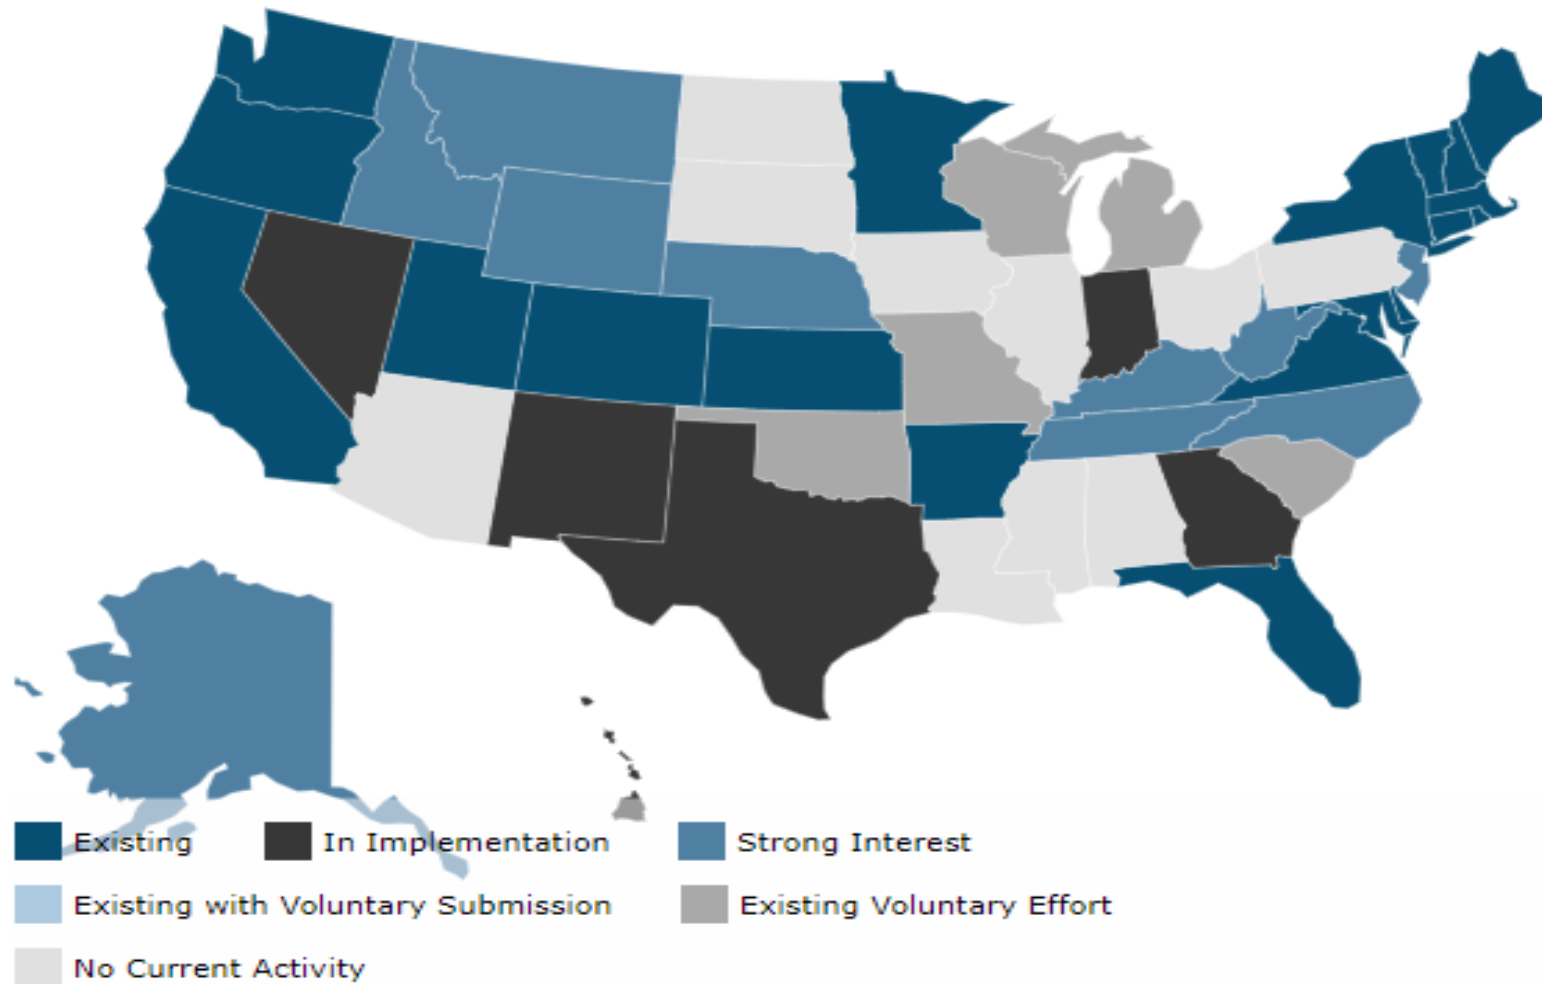 Existing In Implementation Strong Interest
Existing with Voluntary Submission Existing Voluntary Effort
No Current Activity